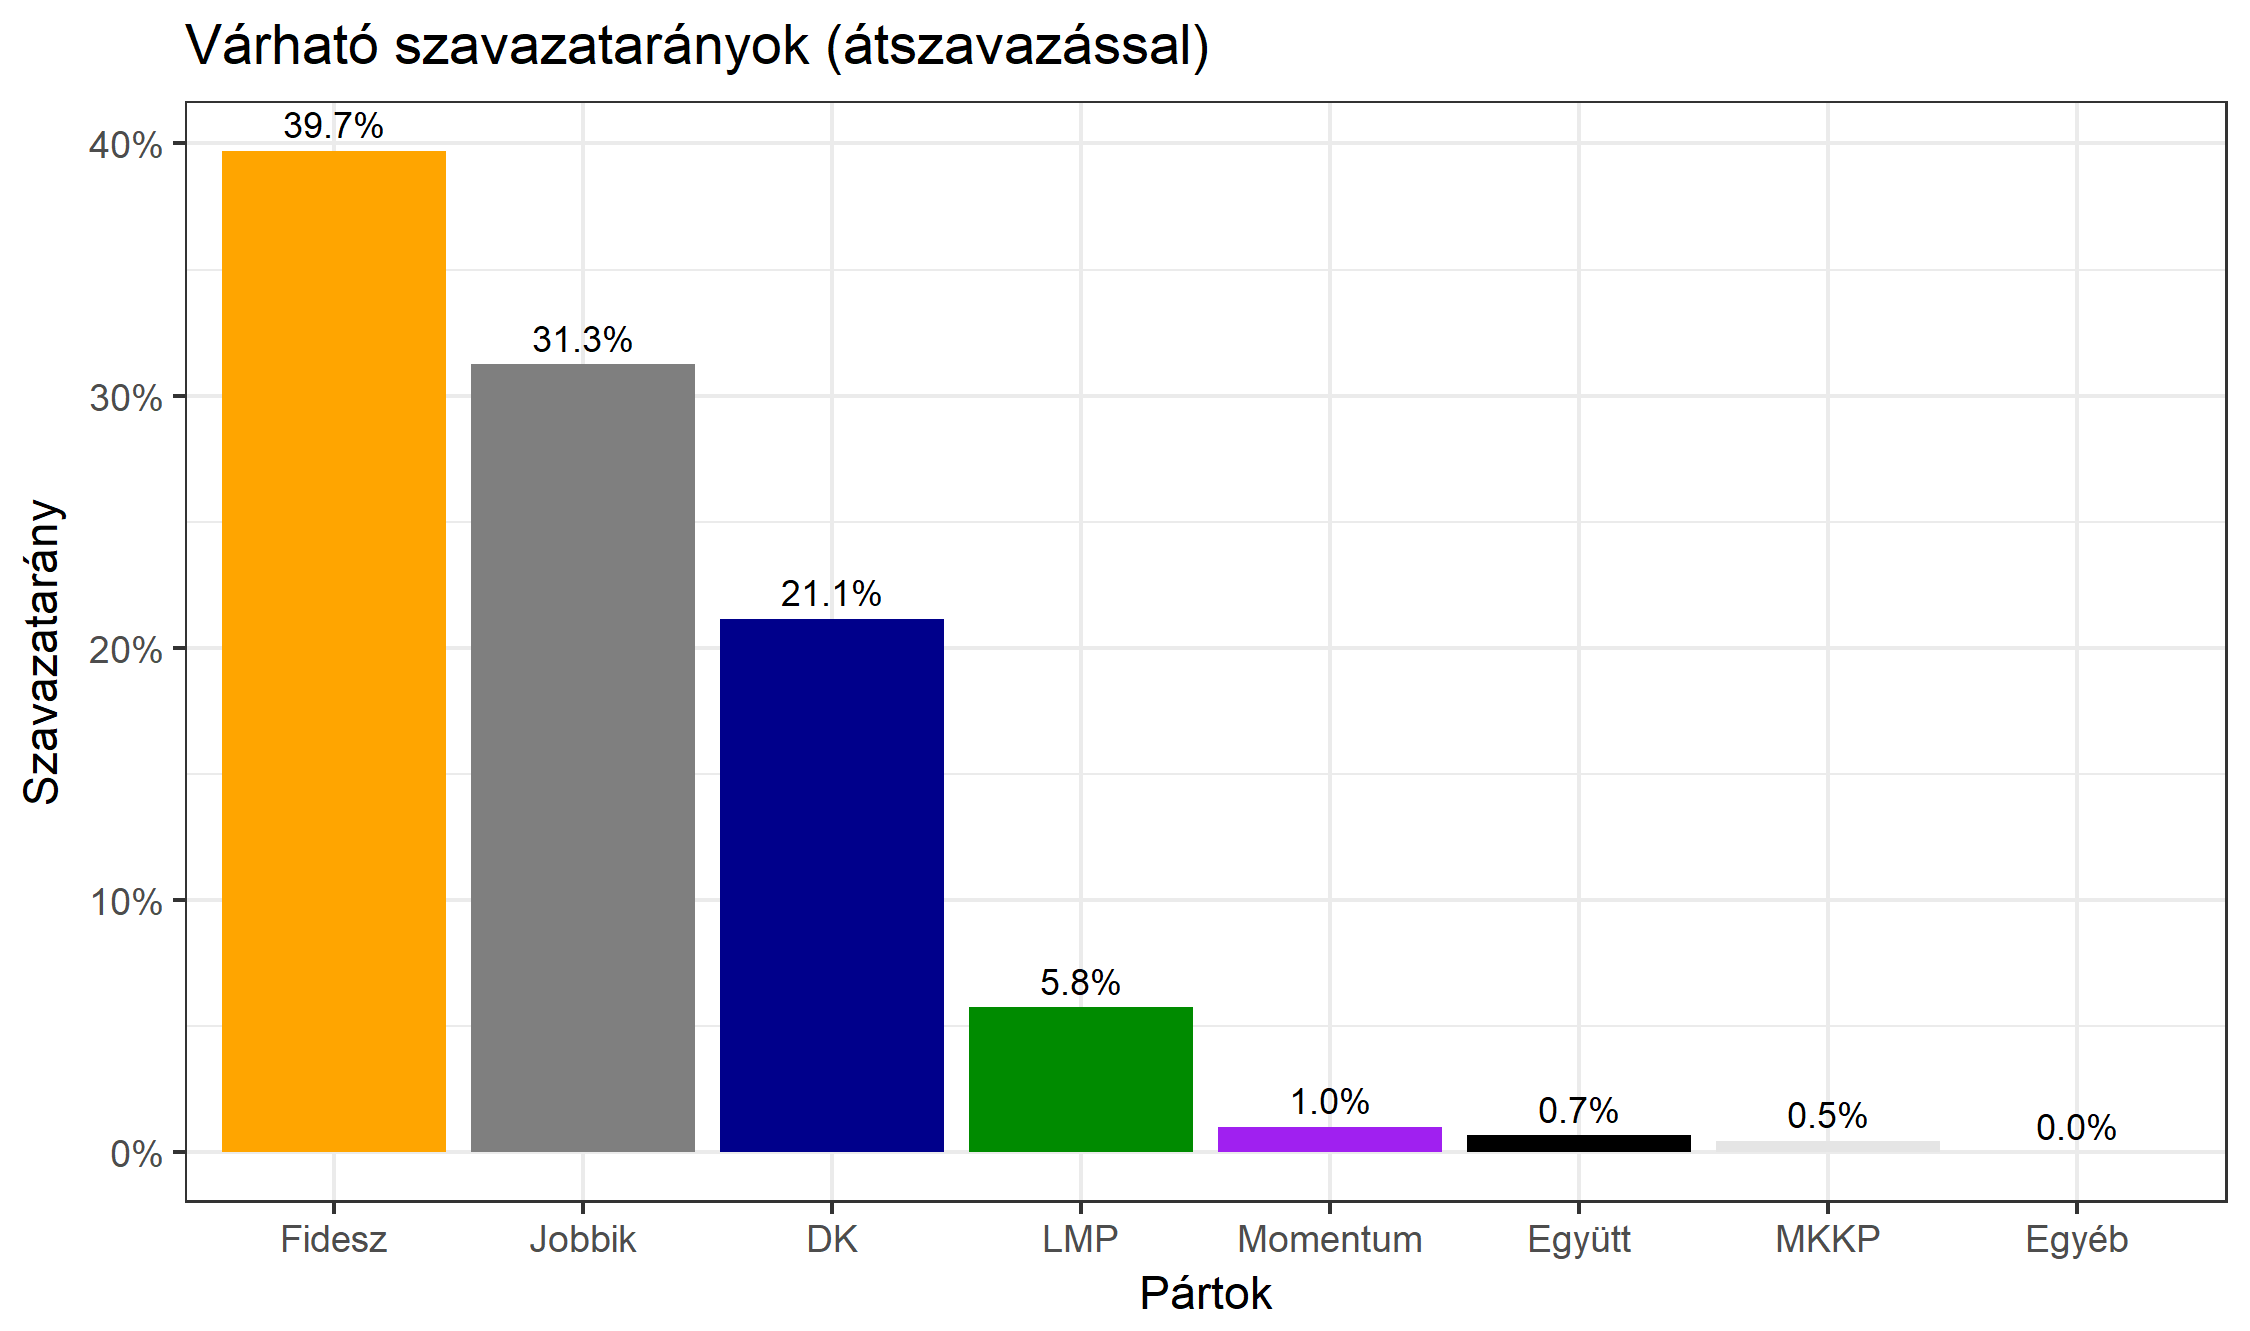 Várható szavazatarányok (átszavazással)
39.7%
31.3%
21.1%
5.8%
1.0%
0.7%
0.5%
0.0%
40%
30%
20%
10%
0%
Szavazatarány
Fidesz
Jobbik
DK
LMP
Momentum
Együtt
MKKP
Egyéb
Pártok